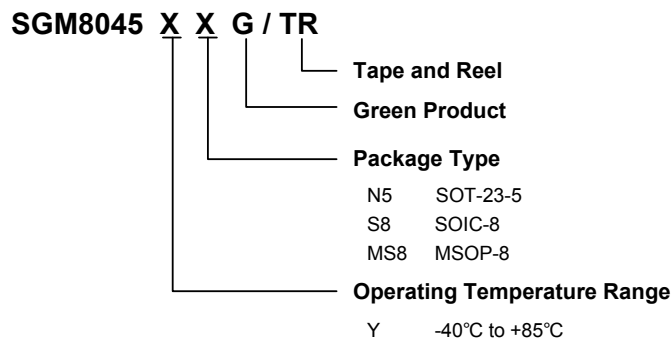 SGM8045 X X G / TR
Tape and Reel
Green Product
Package Type
N5 SOT-23-5
S8 SOIC-8
MS8 MSOP-8
Operating Temperature Range
Y -40℃ to +85℃